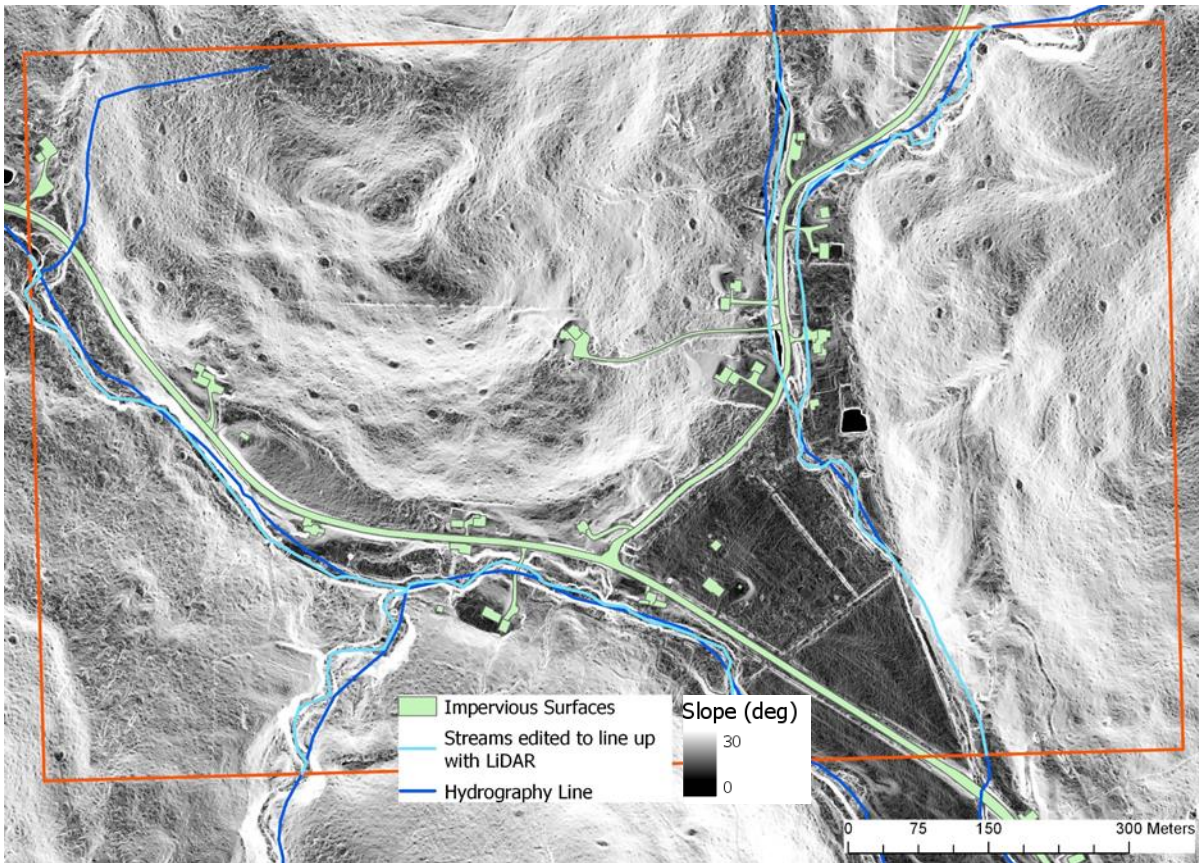 Impervious Surfaces
Streams edited to line up
with LiDAR
Hydrography Line
Slope (deg)
30
0
0 75 150 300 Meters